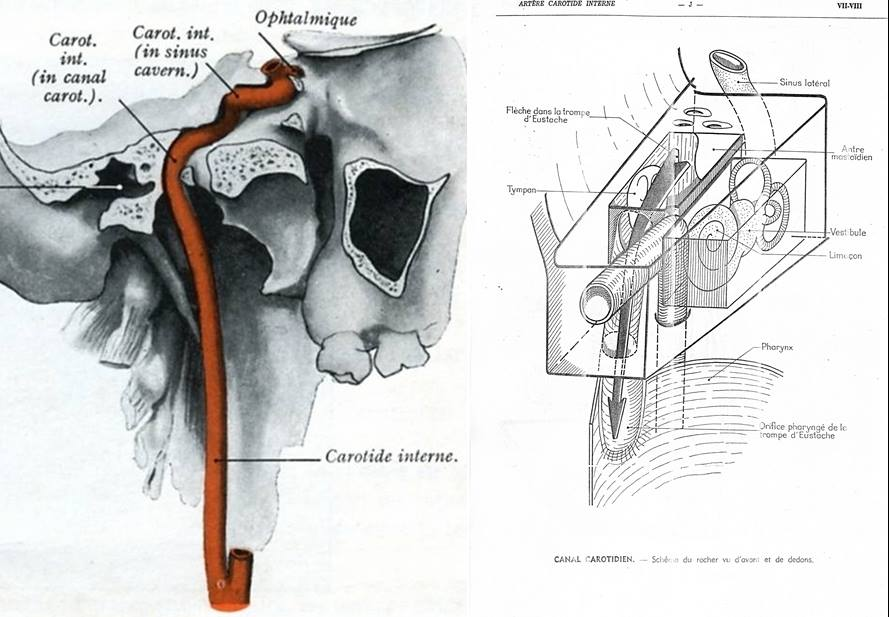 Ophtalmique
Carot. int.
(in sinus
cavern.)
Carot.
int.
(in canal
carot.).
Carotide interne.
ARTÈRE CAROTIDE INTERNE
— 3 —
VII-VIII
Sinus latéral
Flèche dans la trompe
d'Eustache
Antre
mastoïdien
Tympan
Vestibule
Limaçon
Pharynx
Orifice pharyngé de la
trompe d'Eustache
CANAL CAROTIDIEN. — Schéma du rocher vu d'avant et de dedans.